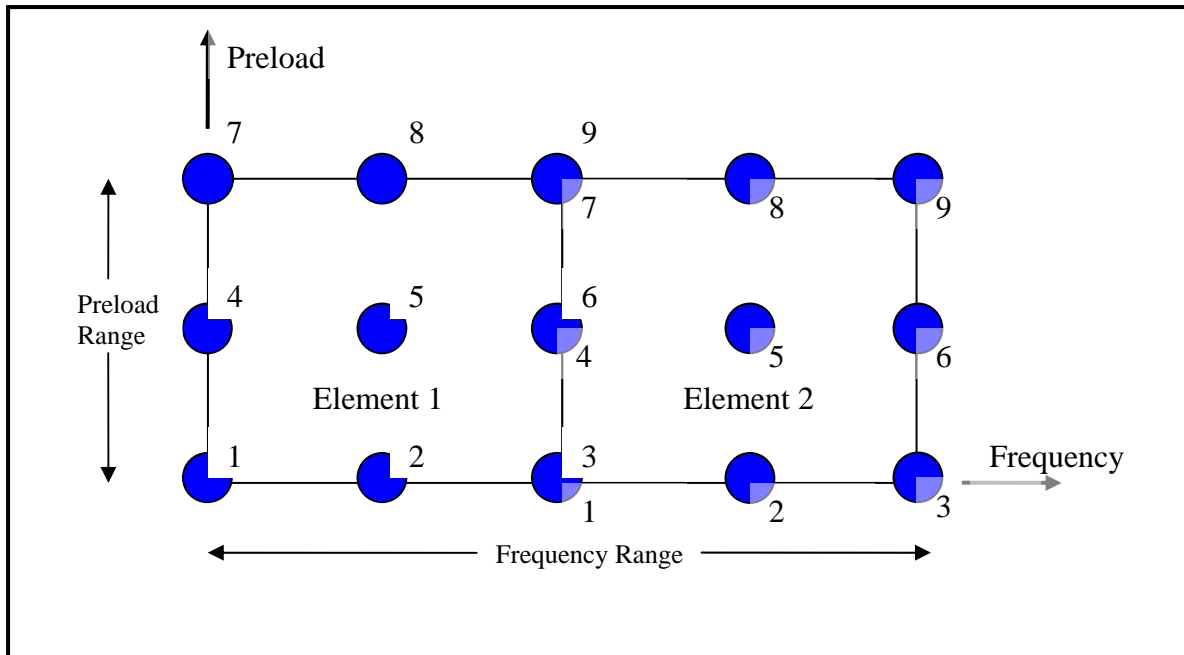 Preload
7 8 9
7 8 9
Preload
Range
4 5 6
4 5 6
Element 1 Element 2
1 2 3
Frequency
1 2 3
Frequency Range